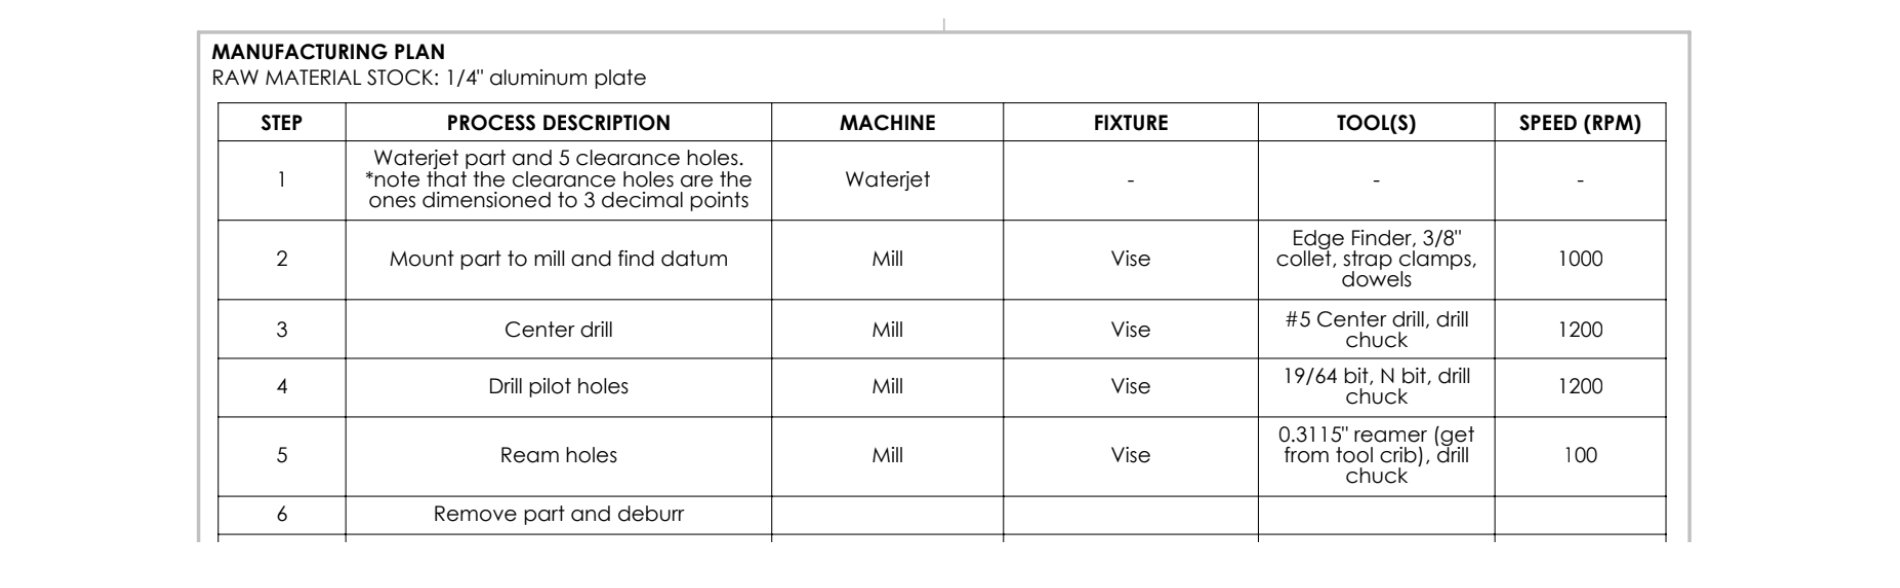 MANUFACTURING PLAN
RAW MATERIAL STOCK: 1/4" aluminum plate
STEP PROCESS DESCRIPTION MACHINE FIXTURE TOOL(S) SPEED (RPM)
1
Waterjet part and 5 clearance holes.
*note that the clearance holes are the
ones dimensioned to 3 decimal points
Waterjet
-
-
-
2
Mount part to mill and find datum
Mill
Vise
Edge Finder, 3/8"
collet, strap clamps,
dowels
1000
3
Center drill
Mill
Vise
#5 Center drill, drill
chuck
1200
4
Drill pilot holes
Mill
Vise
19/64 bit, N bit, drill
chuck
1200
5
Ream holes
Mill
Vise
0.3115" reamer (get
from tool crib), drill
chuck
100
6
Remove part and deburr